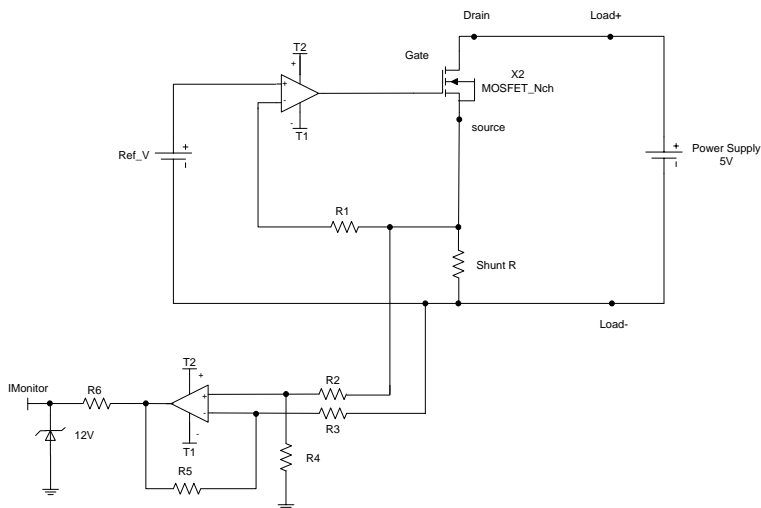 Drain
Load+
T2
Gate
+
X2
MOSFET_Nch
+
-
-
T1
source
+
Ref_V
+
Power Supply
5V
R1
Shunt R
Load-
T2
+
IMonitor
R6
R2
+
-
R3
12V
-
T1
R4
R5